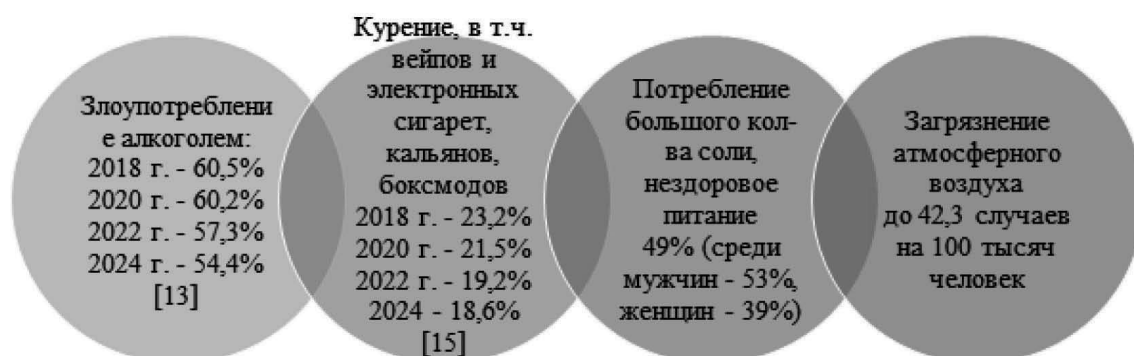 Злоупотреблени
е алкоголем:
2018 г. - 60,5%
2020 г. - 60,2%
2022 г. - 57,3%
2024 г. - 54,4%
[13]
Курение, в т.ч.
вейпов и
электронных
сигарет,
кальянов,
боксмодов
2018 г. - 23,2%
2020 г. - 21,5%
2022 г. - 19,2%
2024 - 18,6%
[15]
Потребление
большого кол-
ва соли,
нездоровое
питание
49% (среди
мужчин - 53%,
женщин - 39%)
Загрязнение
атмосферного
воздуха
до 42,3 случаев
на 100 тысяч
человек